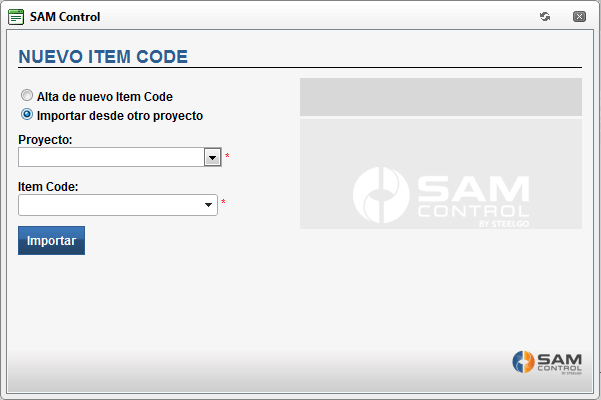 SAM Control
NUEVO ITEM CODE
Alta de nuevo Item Code
Importar desde otro proyecto
Proyecto:
*
Item Code:
*
Importar
SAM
CONTROL
BY STEELGO
SAM
CONTROL
BY STEELGO